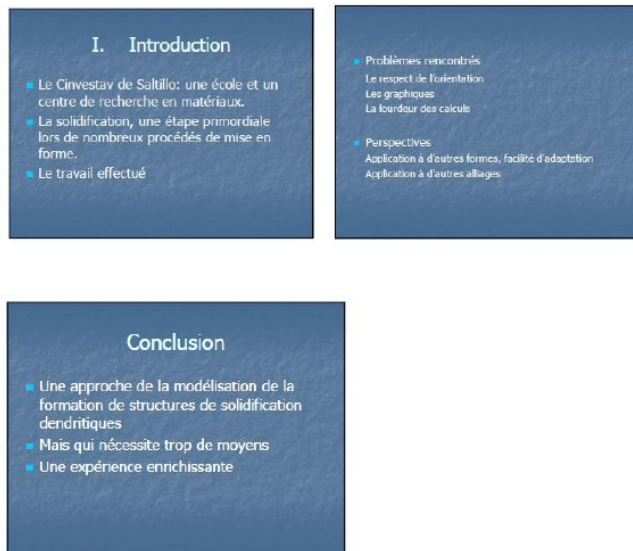 I. Introduction
Le Cinvestav de Saltillo: une école et un
centre de recherche en matériaux.
La solidification, une étape primordiale
lors de nombreux procédés de mise en
forme.
Le travail effectué
Problèmes rencontrés
Le respect de l'orientation
Les graphiques
La lourdeur des calculs
Perspectives
Application à d'autres formes, facilité d'adaptation
Application à d'autres alliages
Conclusion
Une approche de la modélisation de la
formation de structures de solidification
dendritiques
Mais qui nécessite trop de moyens
Une expérience enrichissante